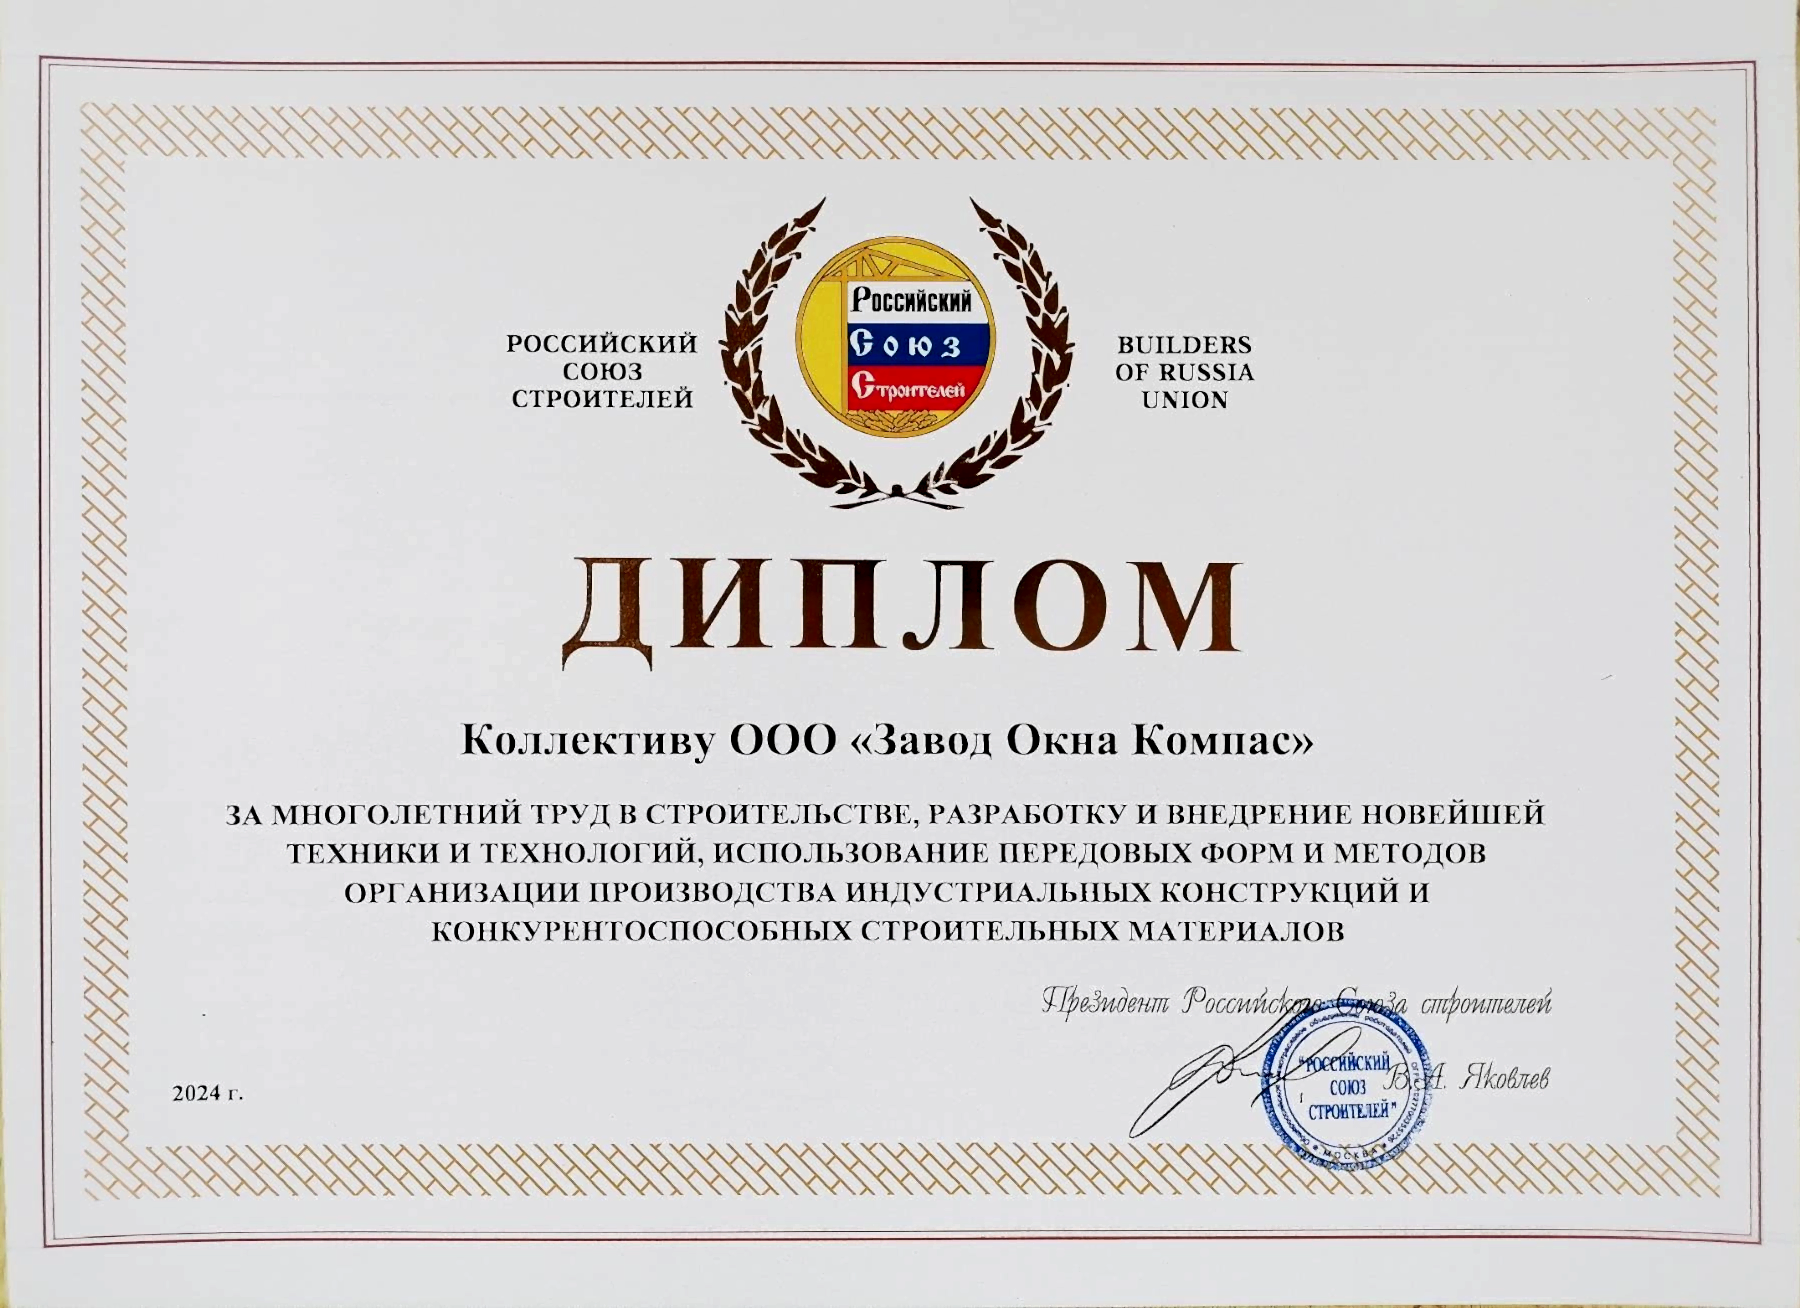 Российский
Союз
Строителей
РОССИЙСКИЙ
СОЮЗ
СТРОИТЕЛЕЙ
BUILDERS
OF RUSSIA
UNION
ДИПЛОМ
Коллективу ООО «Завод Окна Компас»
ЗА МНОГОЛЕТНИЙ ТРУД В СТРОИТЕЛЬСТВЕ, РАЗРАБОТКУ И ВНЕДРЕНИЕ НОВЕЙШЕЙ
ТЕХНИКИ И ТЕХНОЛОГИЙ, ИСПОЛЬЗОВАНИЕ ПЕРЕДОВЫХ ФОРМ И МЕТОДОВ
ОРГАНИЗАЦИИ ПРОИЗВОДСТВА ИНДУСТРИАЛЬНЫХ КОНСТРУКЦИЙ И
КОНКУРЕНТОСПОСОБНЫХ СТРОИТЕЛЬНЫХ МАТЕРИАЛОВ
Президент Российского Союза строителей
В.А. Яковлев
"РОССИЙСКИЙ
СОЮЗ
СТРОИТЕЛЕЙ"
МОСКВА
2024 г.